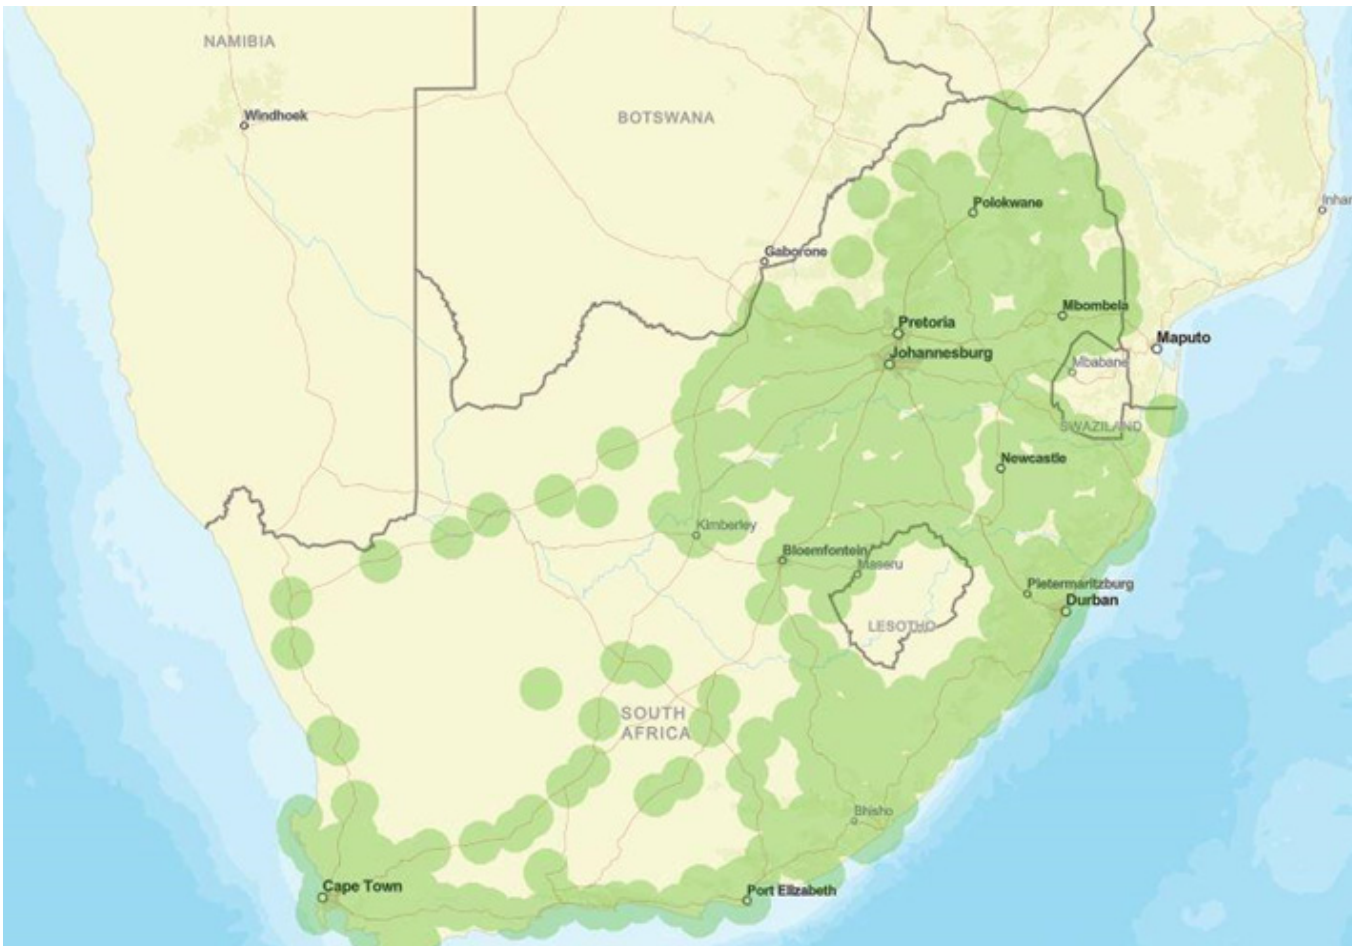 NAMIBIA
Windhoek
BOTSWANA
Polokwane
Inhar
Gaborone
Mbombela
Pretoria
Maputo
Johannesburg
Mbabane
SWAZILAND
Newcastle
Kimberley
Bloemfontein
Maseru
Pietermaritzburg
Durban
LESOTHO
SOUTH
AFRICA
Bhisho
Cape Town
Port Elizabeth